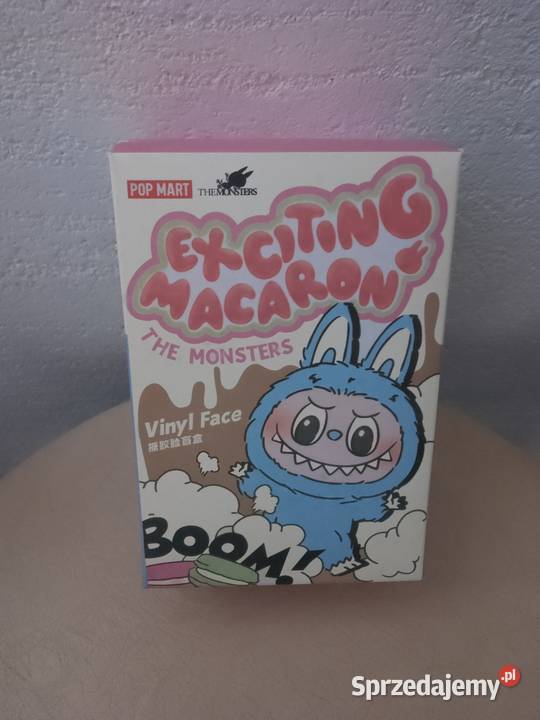 POP MART THE MONSTERS
EXCITING
MACARON
THE MONSTERS
Vinyl Face
搪胶脸盲盒
BOOM!
Sprzedajemy.pl